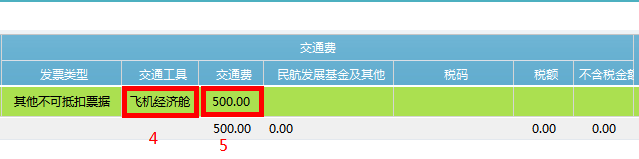 交通费
发票类型 交通工具 交通费 民航发展基金及其他 税码 税额 不含税金额
其他不可抵扣票据 飞机经济舱 500.00
500.00 0.00 0.00 0.00
4 5